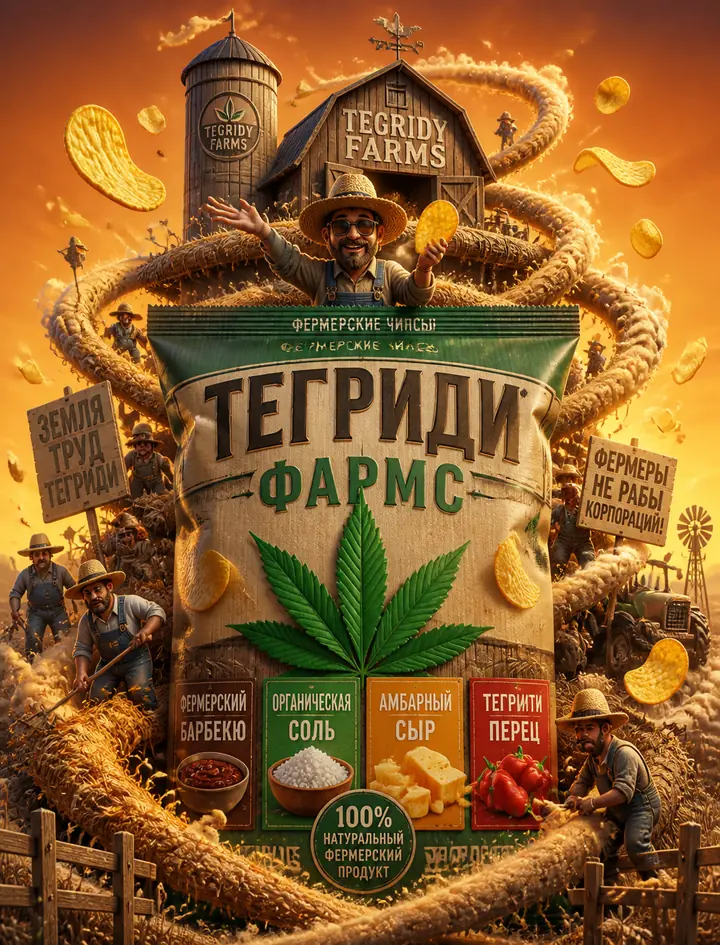 TEGRIDY
FARMS
TEGRIDY
FARMS
ФЕРМЕРСКИЕ ЧИПСЫ
ФЕРМЕРСКИЕ
ТЕГРИДИ
ФАРМС
ЗЕМЛЯ
ТРУД
ТЕГРИДИ
ФЕРМЕРЫ
НЕ РАБЫ
КОРПОРАЦИЙ!
ФЕРМЕРСКИЙ
БАРБЕКЮ
ОРГАНИЧЕСКАЯ
СОЛЬ
АМБАРНЫЙ
СЫР
ТЕГРИТИ
ПЕРЕЦ
100%
НАТУРАЛЬНЫЙ
ФЕРМЕРСКИЙ
ПРОДУКТ